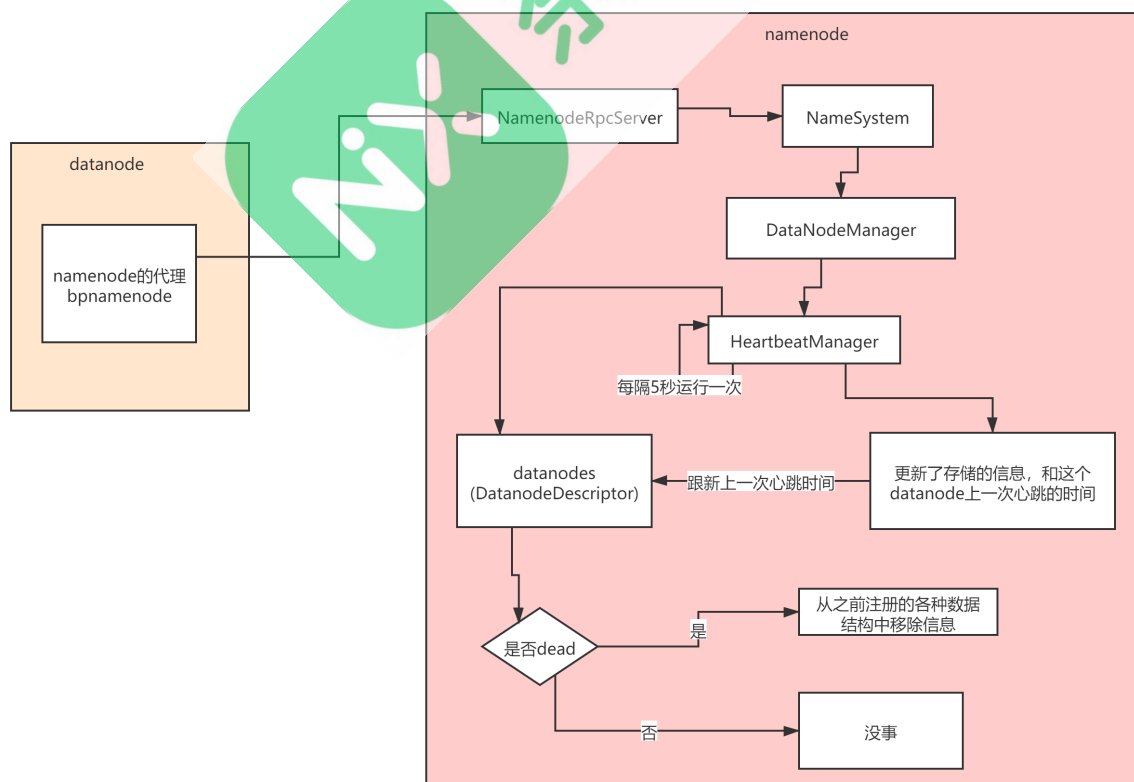 namenode
NamenodeRpcServer
NameSystem
datanode
DataNodeManager
namenode的代理
bpnamenode
HeartbeatManager
每隔5秒运行一次
datanodes
(DatanodeDescriptor)
跟新上一次心跳时间
更新了存储的信息，和这个
datanode上一次心跳的时间
从之前注册的各种数据
结构中移除信息
是
是否dead
否
没事